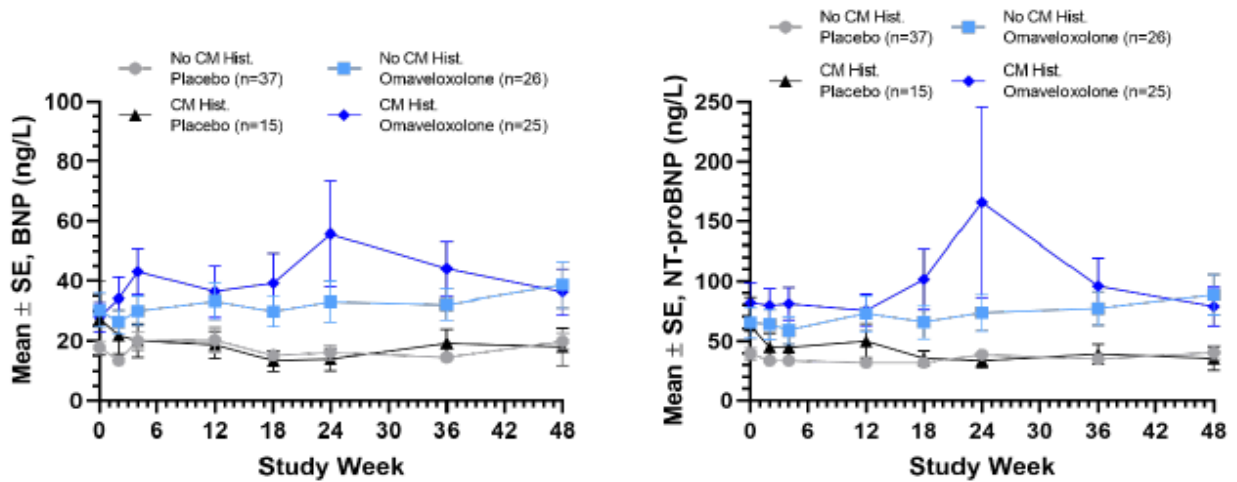 No CM Hist.
Placebo (n=37)
No CM Hist.
Omaveloxolone (n=26)
CM Hist.
Placebo (n=15)
CM Hist.
Omaveloxolone (n=25)
Mean ± SE, BNP (ng/L)
100
80
60
40
20
0
0 6 12 18 24 30 36 42 48
Study Week
No CM Hist.
Placebo (n=37)
No CM Hist.
Omaveloxolone (n=26)
CM Hist.
Placebo (n=15)
CM Hist.
Omaveloxolone (n=25)
Mean ± SE, NT-proBNP (ng/L)
250
200
150
100
50
0
0 6 12 18 24 30 36 42 48
Study Week